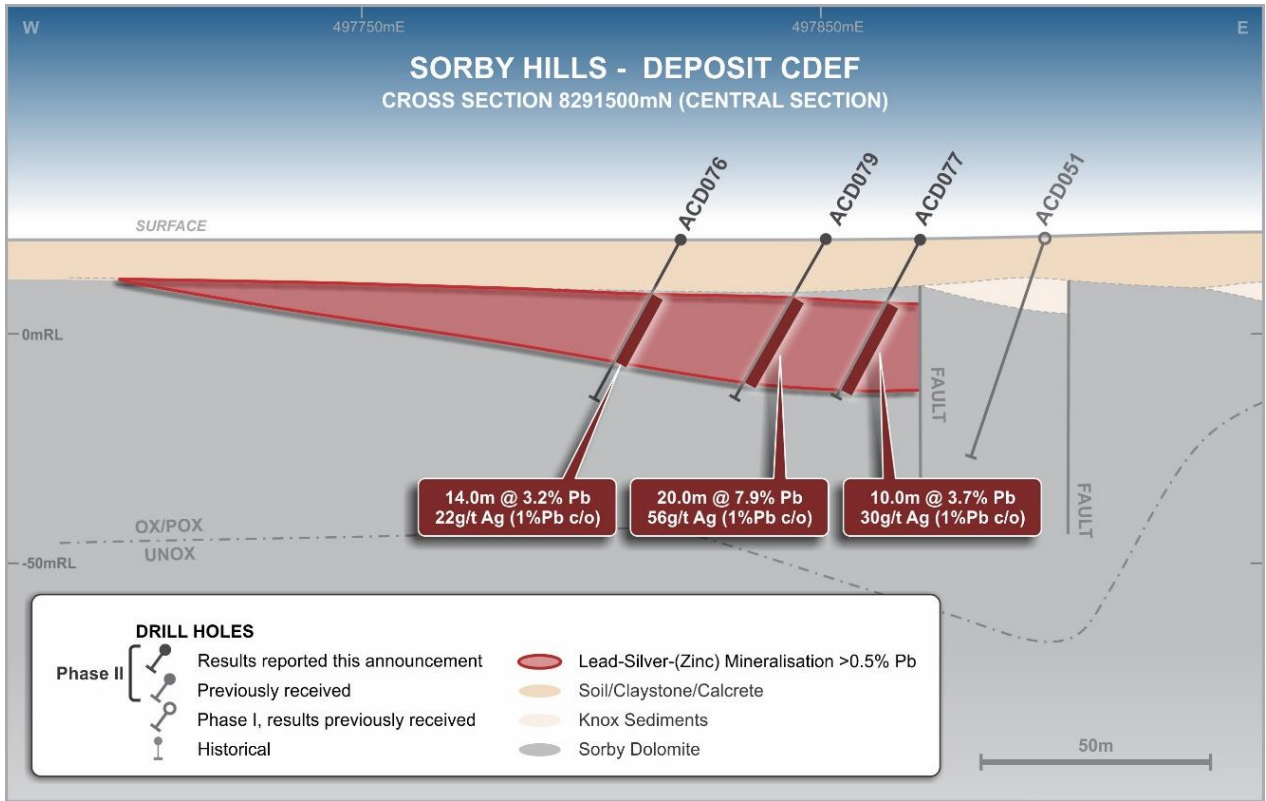 W
497750mE
497850mE
E
SORBY HILLS - DEPOSIT CDEF
CROSS SECTION 8291500mN (CENTRAL SECTION)
ACD076
ACD079
ACD077
ACD051
SURFACE
0mRL
FAULT
FAULT
14.0m @ 3.2% Pb
22g/t Ag (1%Pb c/o)
20.0m @ 7.9% Pb
56g/t Ag (1%Pb c/o)
10.0m @ 3.7% Pb
30g/t Ag (1%Pb c/o)
OX/POX
UNOX
-50mRL
DRILL HOLES
Phase II
Results reported this announcement
Previously received
Phase I, results previously received
Historical
Lead-Silver-(Zinc) Mineralisation >0.5% Pb
Soil/Claystone/Calcrete
Knox Sediments
Sorby Dolomite
50m